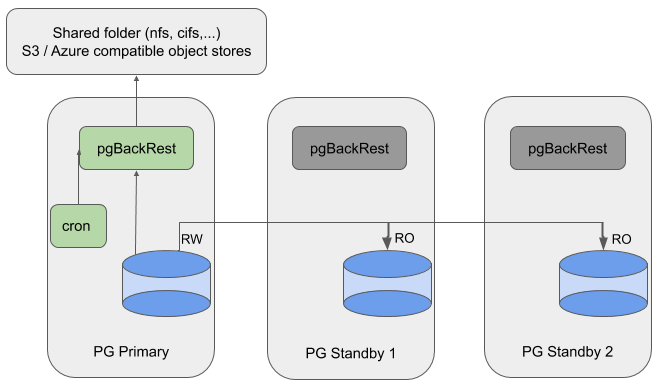 Shared folder (nfs, cifs,...)
S3 / Azure compatible object stores
pgBackRest
pgBackRest
pgBackRest
cron
RW
RO
RO
PG Primary
PG Standby 1
PG Standby 2